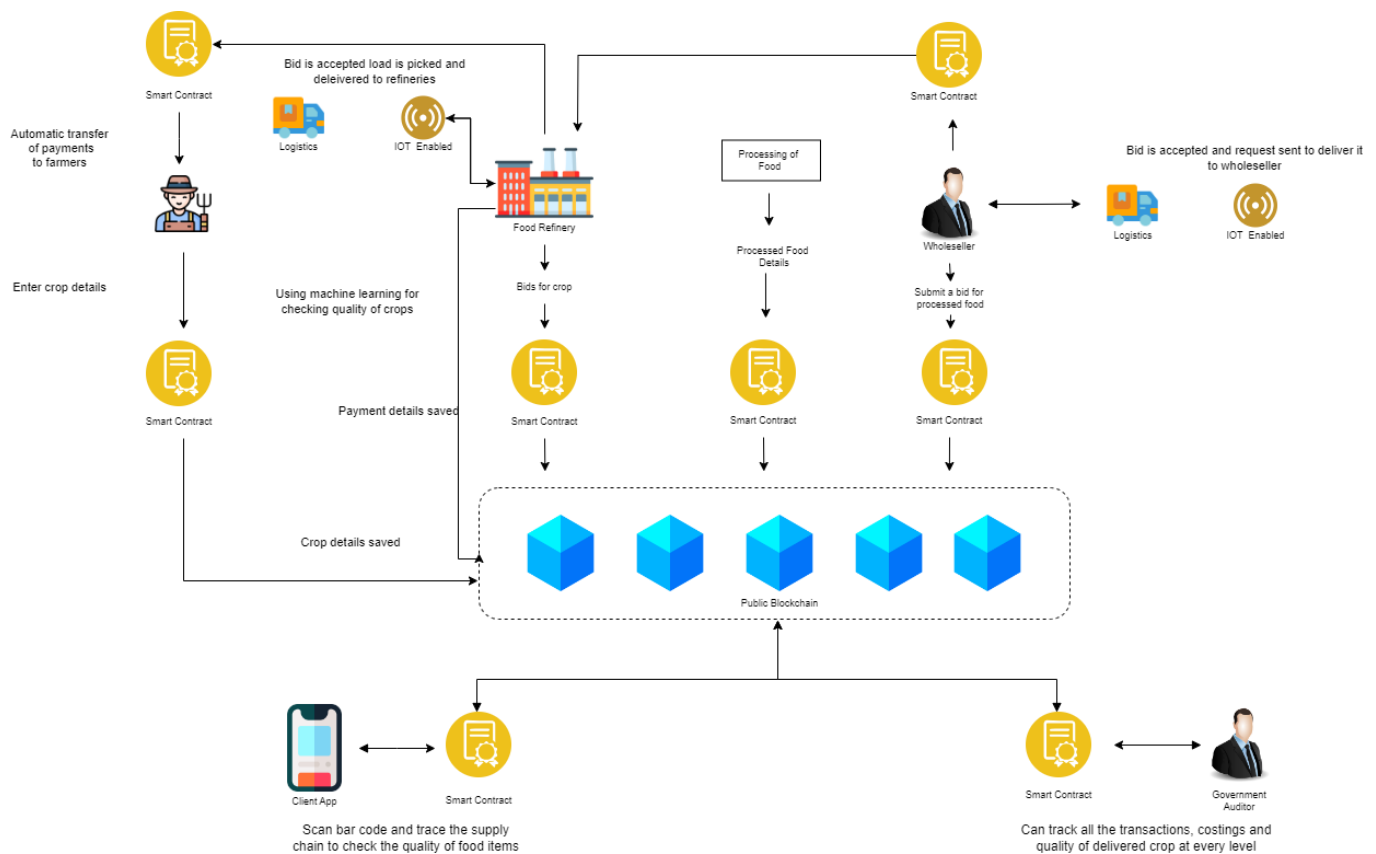 Smart Contract
Bid is accepted load is picked and
deleivered to refineries
Smart Contract
Automatic transfer
of payments
to farmers
Logistics
IOT Enabled
Processing of
Food
Bid is accepted and request sent to deliver it
to wholeseller
Food Refinery
Wholeseller
Logistics
IOT Enabled
Enter crop details
Using machine learning for
checking quality of crops
Bids for crop
Processed Food
Details
Submit a bid for
processed food
Payment details saved
Smart Contract
Smart Contract
Smart Contract
Smart Contract
Crop details saved
Public Blockchain
Client App
Smart Contract
Smart Contract
Government
Auditor
Scan bar code and trace the supply
chain to check the quality of food items
Can track all the transactions, costings and
quality of delivered crop at every level